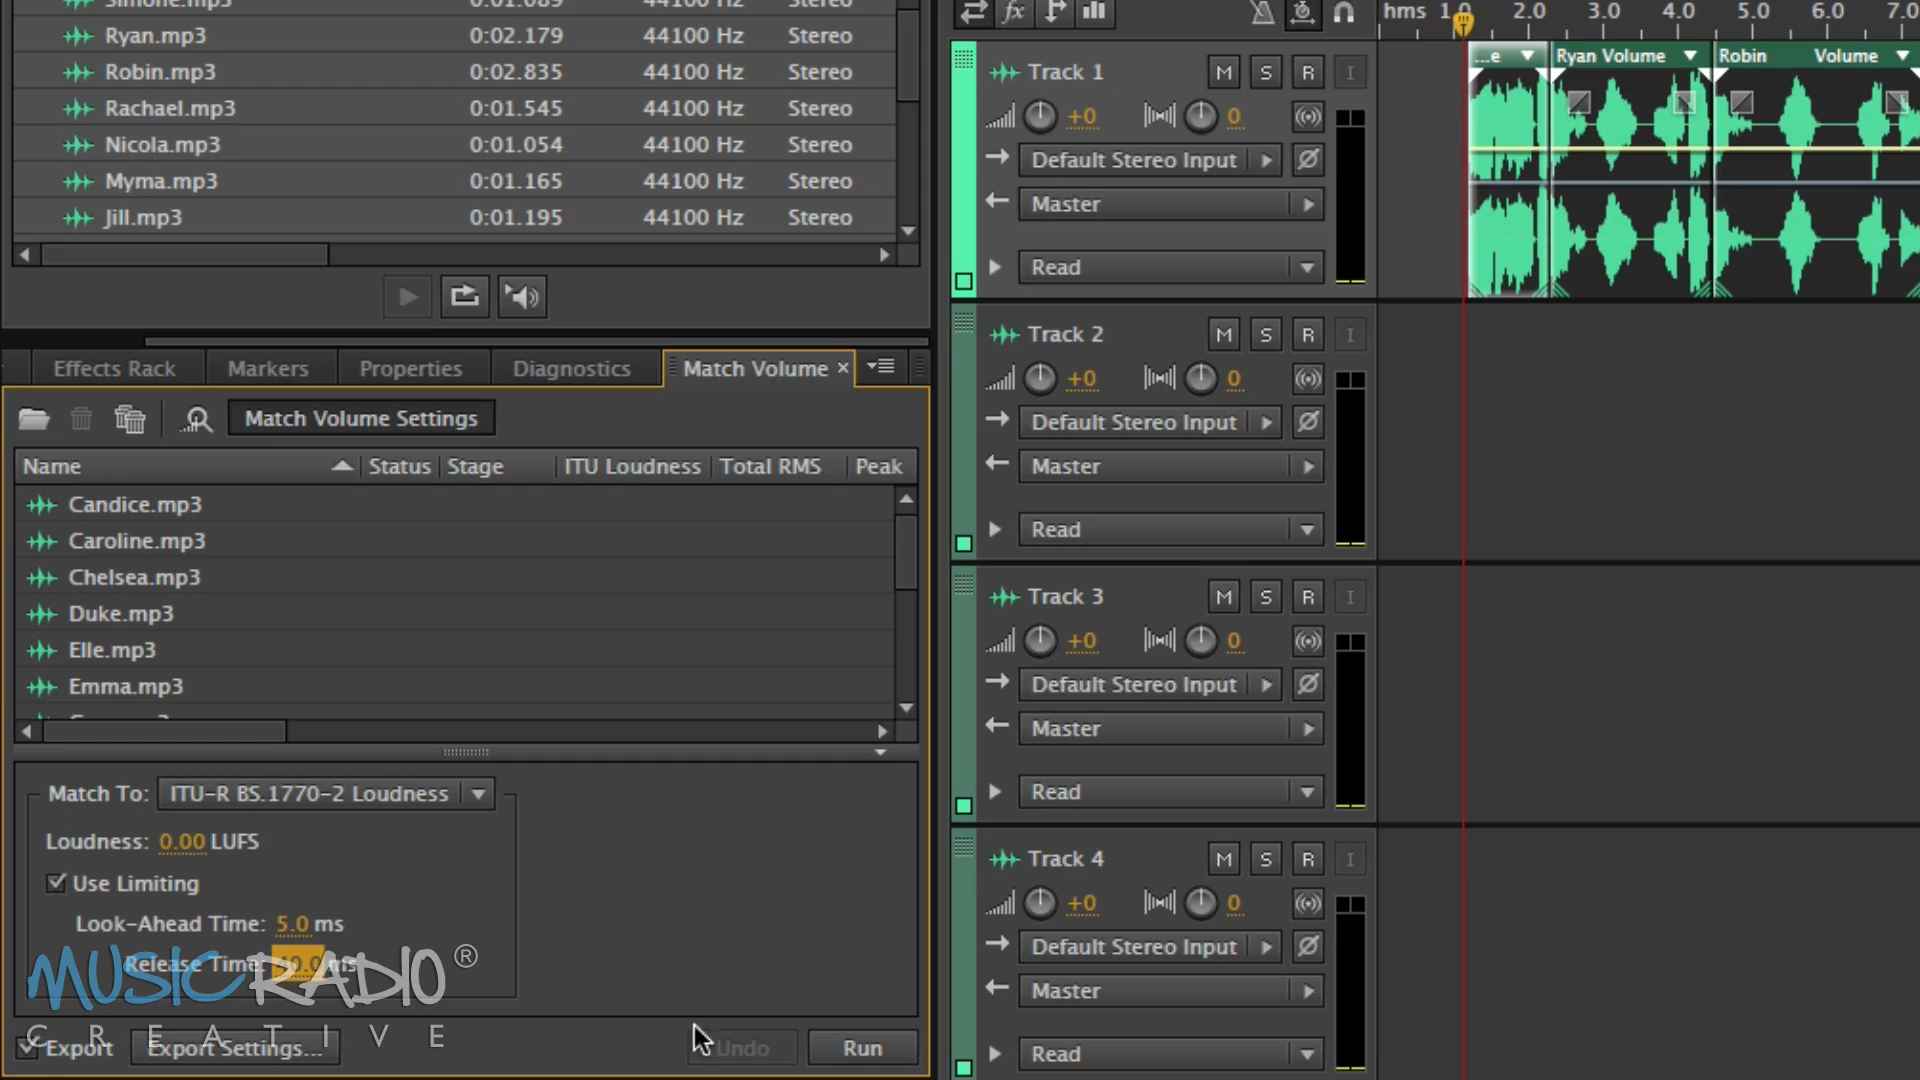 Simone.mp3 0:01.089 44100 Hz Stereo
Ryan.mp3 0:02.179 44100 Hz Stereo
Robin.mp3 0:02.835 44100 Hz Stereo
Rachael.mp3 0:01.545 44100 Hz Stereo
Nicola.mp3 0:01.054 44100 Hz Stereo
Myma.mp3 0:01.165 44100 Hz Stereo
Jill.mp3 0:01.195 44100 Hz Stereo
Effects Rack Markers Properties Diagnostics Match Volume ×
Match Volume Settings
Name Status Stage ITU Loudness Total RMS Peak
Candice.mp3
Caroline.mp3
Chelsea.mp3
Duke.mp3
Elle.mp3
Emma.mp3
Match To: ITU-R BS.1770-2 Loudness
Loudness: 0.00 LUFS
Use Limiting
Look-Ahead Time: 5.0 ms
Release Time: ms
MUSIC RADIO ®
CREATIVE
Export Export Settings... Undo Run
fx hms 1.0 2.0 3.0 4.0 5.0 6.0 7.0
...e Ryan Volume Robin Volume
Track 1 M S R I
+0 0
Default Stereo Input
Master
Read
Track 2 M S R I
+0 0
Default Stereo Input
Master
Read
Track 3 M S R I
+0 0
Default Stereo Input
Master
Read
Track 4 M S R I
+0 0
Default Stereo Input
Master
Read